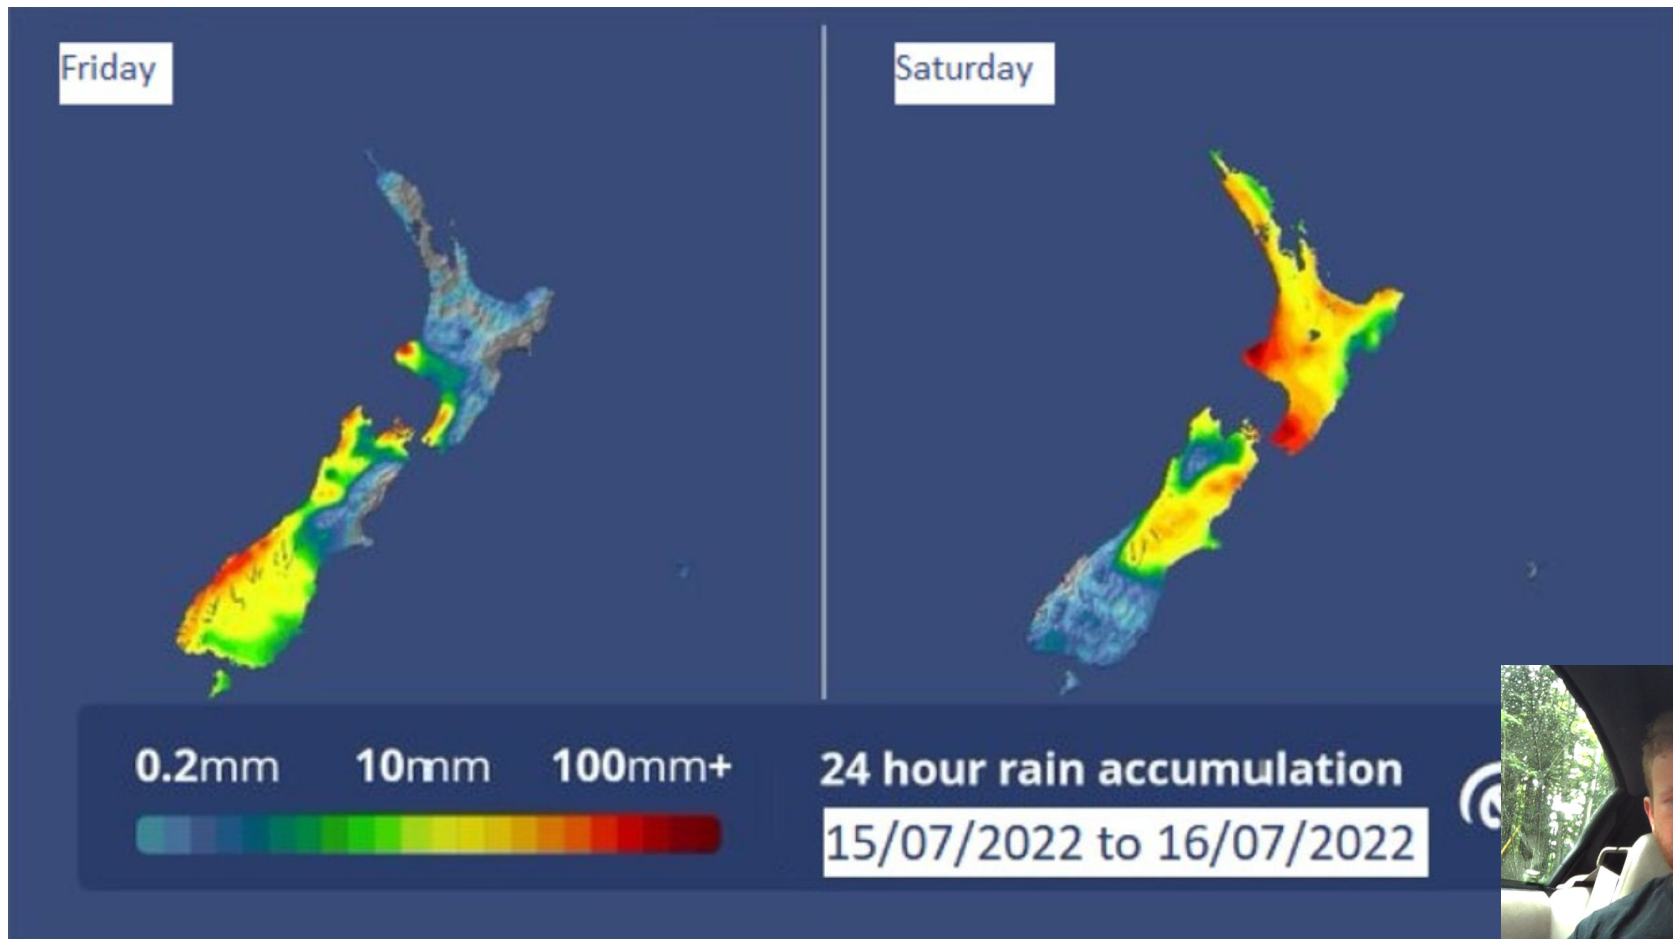 Friday
Saturday
0.2mm 10mm 100mm+
24 hour rain accumulation
15/07/2022 to 16/07/2022